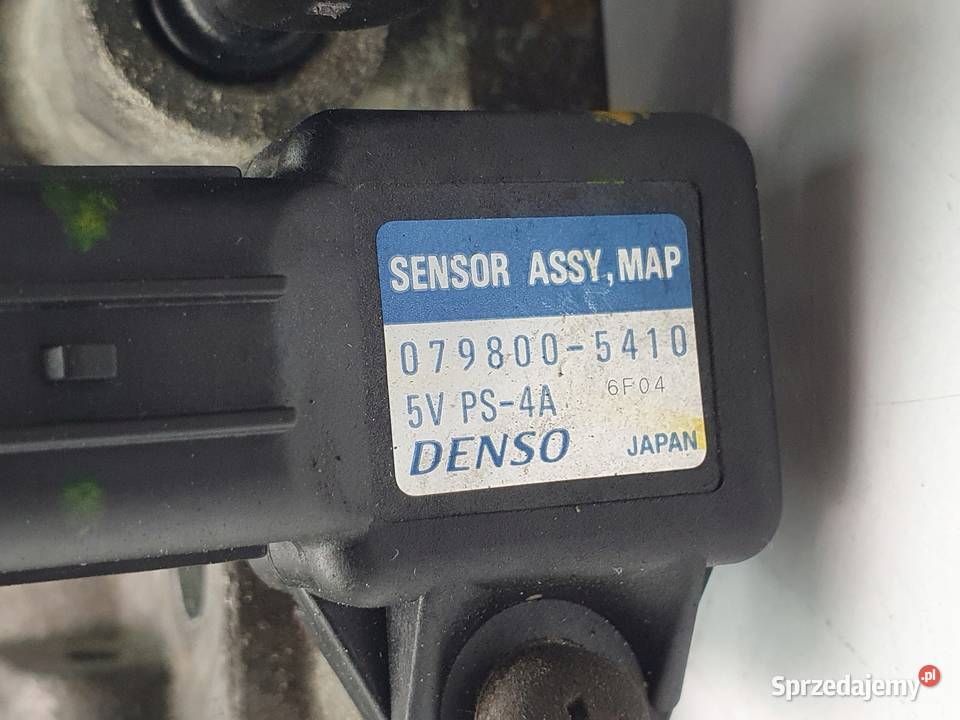 SENSOR ASSY, MAP
079800-5410
5V PS-4A 6F04
DENSO JAPAN
Sprzedajemy.pl